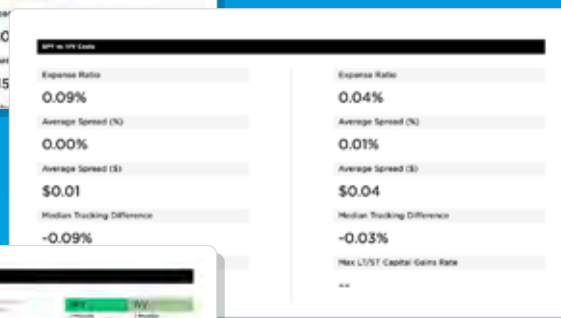 SPY vs IVV Costs
Expense Ratio
0.09%
Average Spread (%)
0.00%
Average Spread ($)
$0.01
Median Tracking Difference
-0.09%
Expense Ratio
0.04%
Average Spread (%)
0.01%
Average Spread ($)
$0.04
Median Tracking Difference
-0.03%
Max LT/ST Capital Gains Rate
--
SPY
IVV